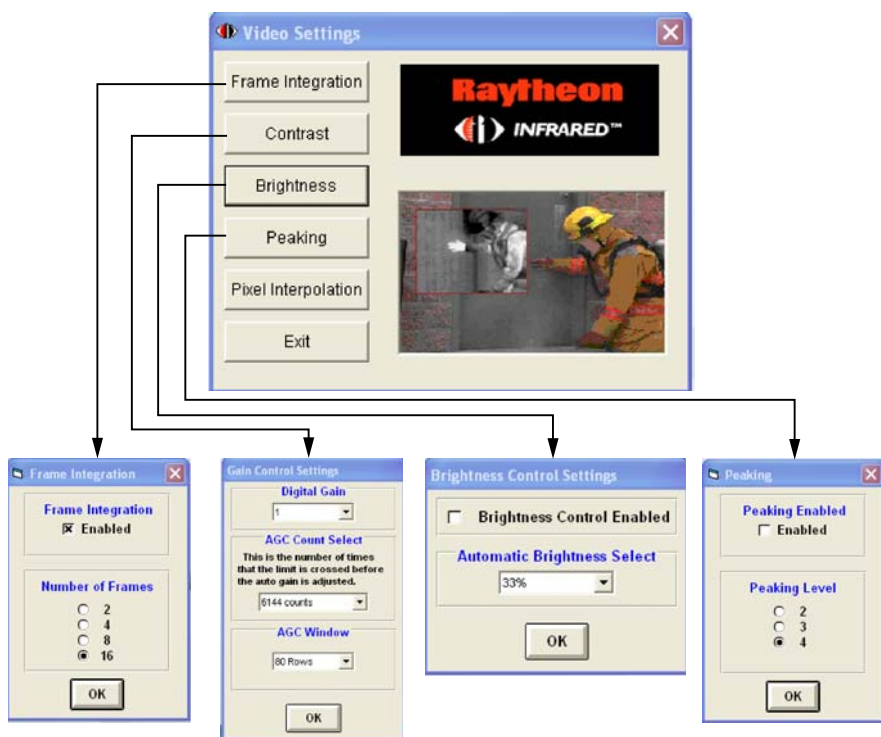 Video Settings
Frame Integration
Contrast
Brightness
Peaking
Pixel Interpolation
Exit
Raytheon
INFRARED™
Frame Integration
Frame Integration
Enabled
Number of Frames
2
4
8
16
OK
Gain Control Settings
Digital Gain
1
AGC Count Select
This is the number of times
that the limit is crossed before
the auto gain is adjusted.
6144 counts
AGC Window
80 Rows
OK
Brightness Control Settings
Brightness Control Enabled
Automatic Brightness Select
33%
OK
Peaking
Peaking Enabled
Enabled
Peaking Level
2
3
4
OK